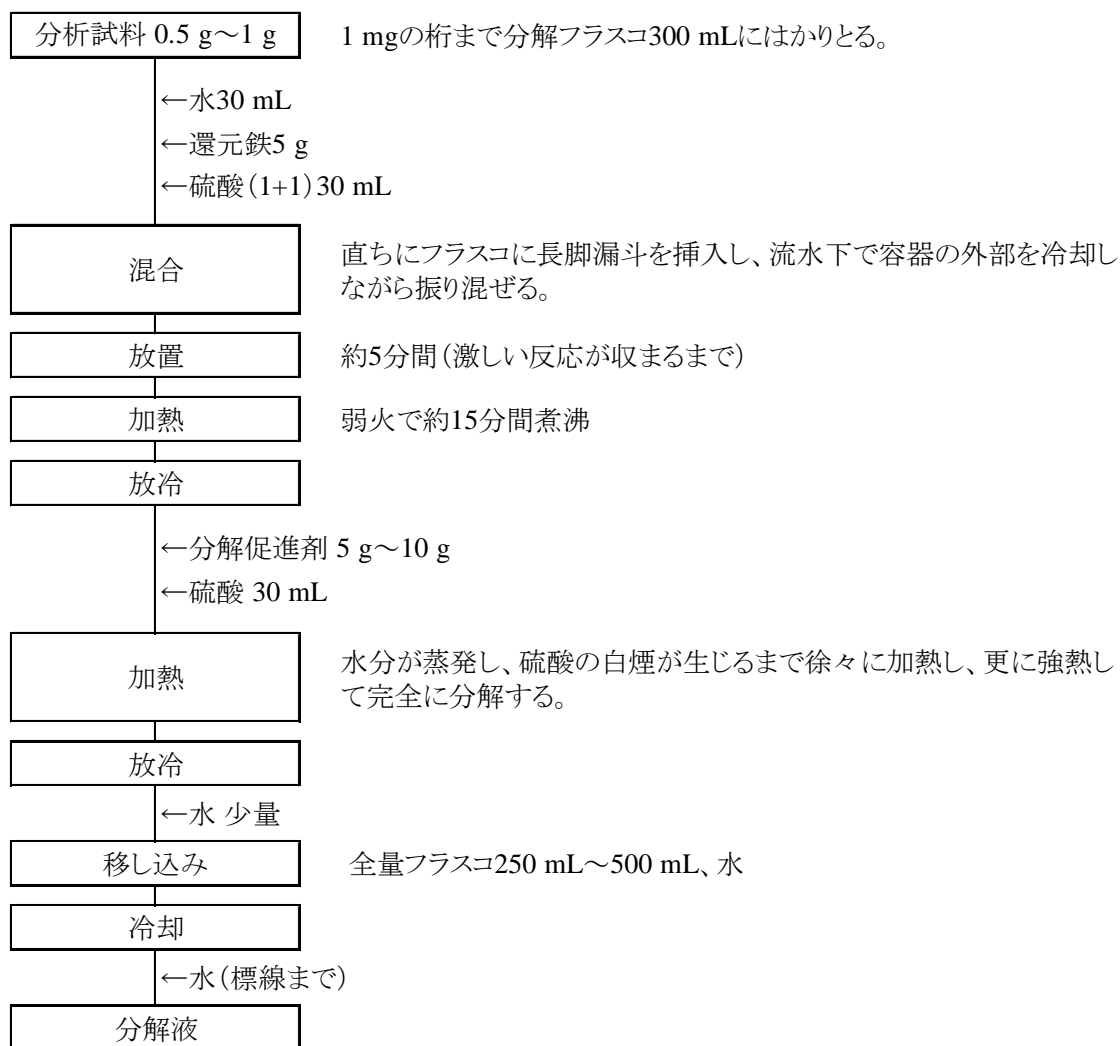 分析試料 0.5 g～1 g
1 mgの桁まで分解フラスコ300 mLにはかりとる。
←水30 mL
←還元鉄5 g
←硫酸(1+1)30 mL
混合
直ちにフラスコに長脚漏斗を挿入し、流水下で容器の外部を冷却し
ながら振り混ぜる。
放置
約5分間(激しい反応が収まるまで)
加熱
弱火で約15分間煮沸
放冷
←分解促進剤 5 g～10 g
←硫酸 30 mL
加熱
水分が蒸発し、硫酸の白煙が生じるまで徐々に加熱し、更に強熱し
て完全に分解する。
放冷
←水 少量
移し込み
全量フラスコ250 mL～500 mL、水
冷却
←水(標線まで)
分解液